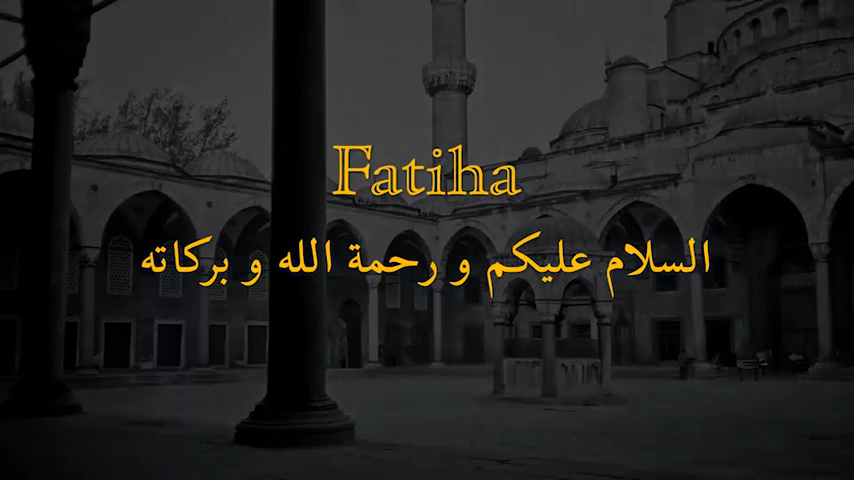 Fatiha
السلام عليكم و رحمة الله و بركاته